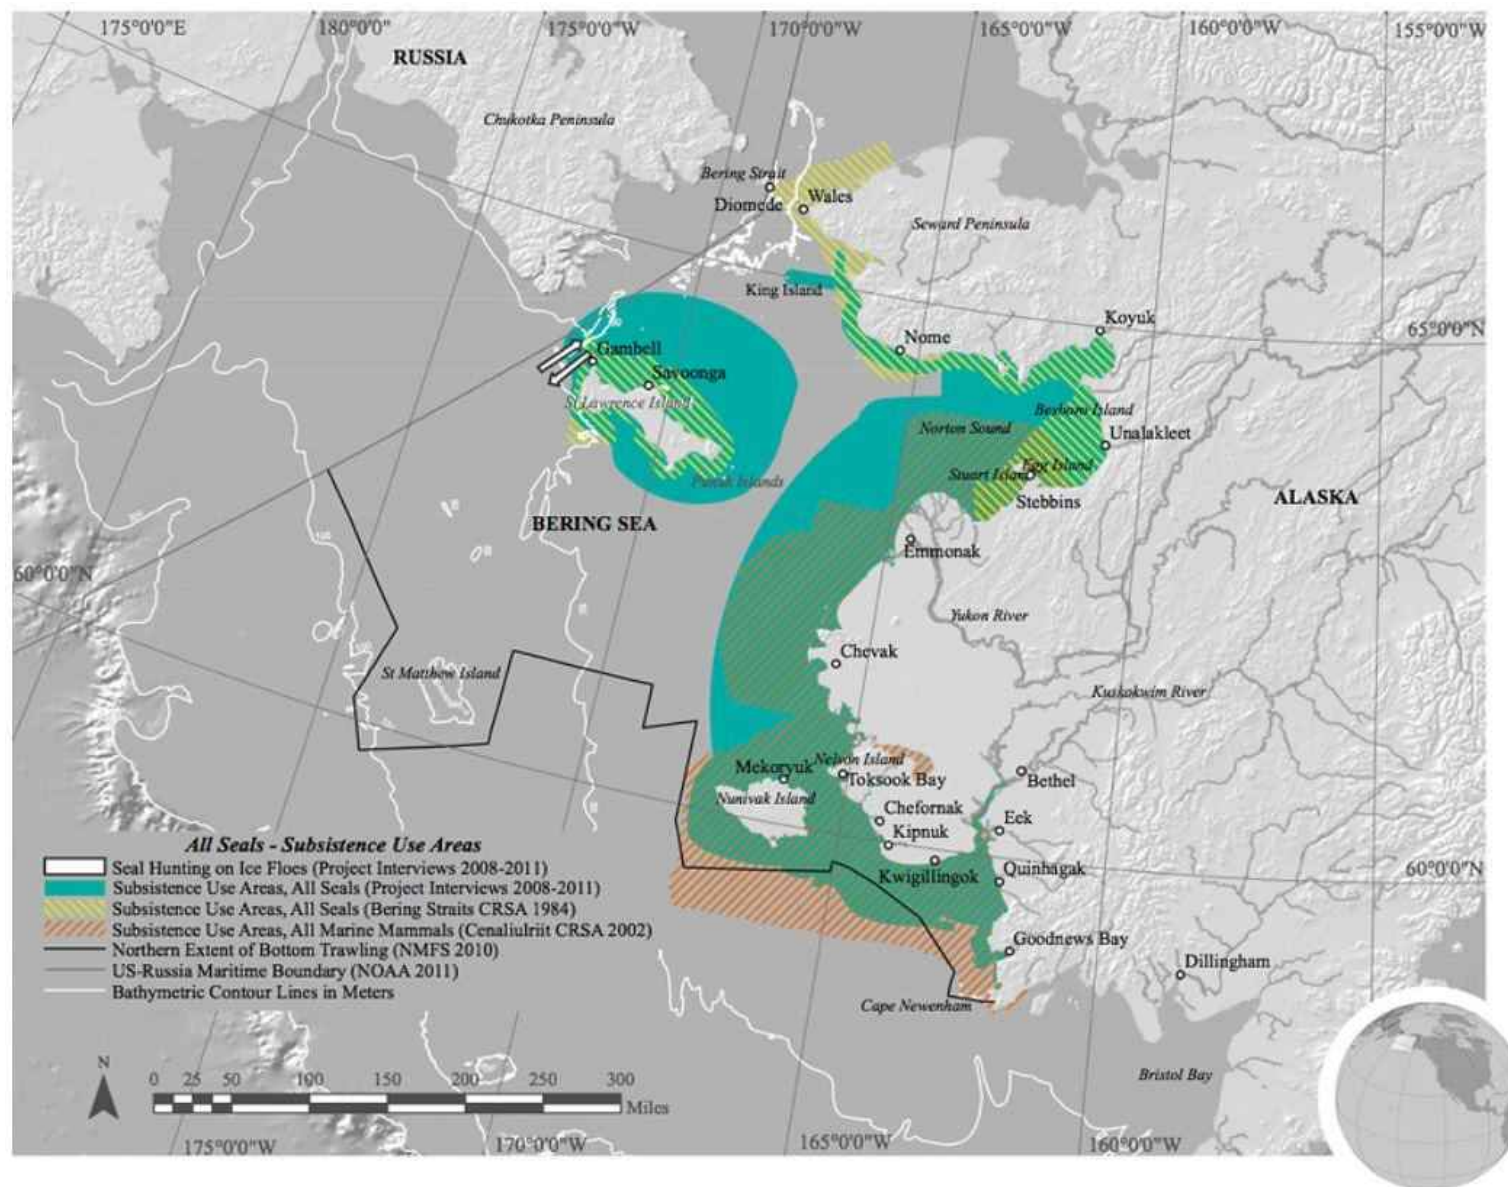 175°0'0"E
180°0'0"
175°0'0"W
170°0'0"W
165°0'0"W
160°0'0"W
155°0'0"W
RUSSIA
Chukotka Peninsula
Bering Strait
Diomede
Wales
Seward Peninsula
King Island
Koyuk
65°0'0"N
Nome
Gambell
Savoonga
St Lawrence Island
Besboro Island
Norton Sound
Unalakleet
Egg Island
Stuart Island
Punuk Islands
Stebbins
ALASKA
BERING SEA
Emmonak
60°0'0"N
Yukon River
Chevak
St Matthew Island
Kuskokwim River
Nelson Island
Mekoryuk
Toksook Bay
Bethel
Nunivak Island
Chefornak
Eek
Kipnuk
Kwigillingok
Quinhagak
60°0'0"N
All Seals - Subsistence Use Areas
Seal Hunting on Ice Floes (Project Interviews 2008-2011)
Subsistence Use Areas, All Seals (Project Interviews 2008-2011)
Subsistence Use Areas, All Seals (Bering Straits CRSA 1984)
Subsistence Use Areas, All Marine Mammals (Cenaliulriit CRSA 2002)
Northern Extent of Bottom Trawling (NMFS 2010)
US-Russia Maritime Boundary (NOAA 2011)
Bathymetric Contour Lines in Meters
Goodnews Bay
Dillingham
Cape Newenham
Bristol Bay
N
0 25 50 100 150 200 250 300
Miles
175°0'0"W
170°0'0"W
165°0'0"W
160°0'0"W